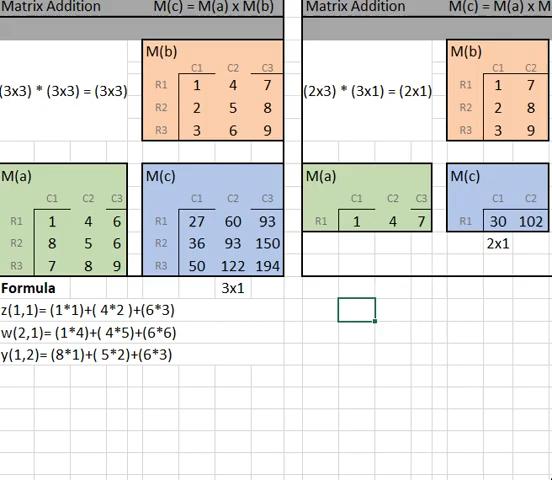 Matrix Addition M(c) = M(a) x M(b)
M(b)
C1 C2 C3
(3x3) * (3x3) = (3x3)
R1 1 4 7
R2 2 5 8
R3 3 6 9
M(a) M(c)
C1 C2 C3 C1 C2 C3
R1 1 4 6 R1 27 60 93
R2 8 5 6 R2 36 93 150
R3 7 8 9 R3 50 122 194
Formula 3x1
z(1,1)= (1*1)+( 4*2 )+(6*3)
w(2,1)= (1*4)+( 4*5)+(6*6)
y(1,2)= (8*1)+( 5*2)+(6*3)
Matrix Addition M(c) = M(a) x M
M(b)
C1 C2
(2x3) * (3x1) = (2x1)
R1 1 7
R2 2 8
R3 3 9
M(a) M(c)
C1 C2 C3 C1 C2
R1 1 4 7 R1 30 102
2x1